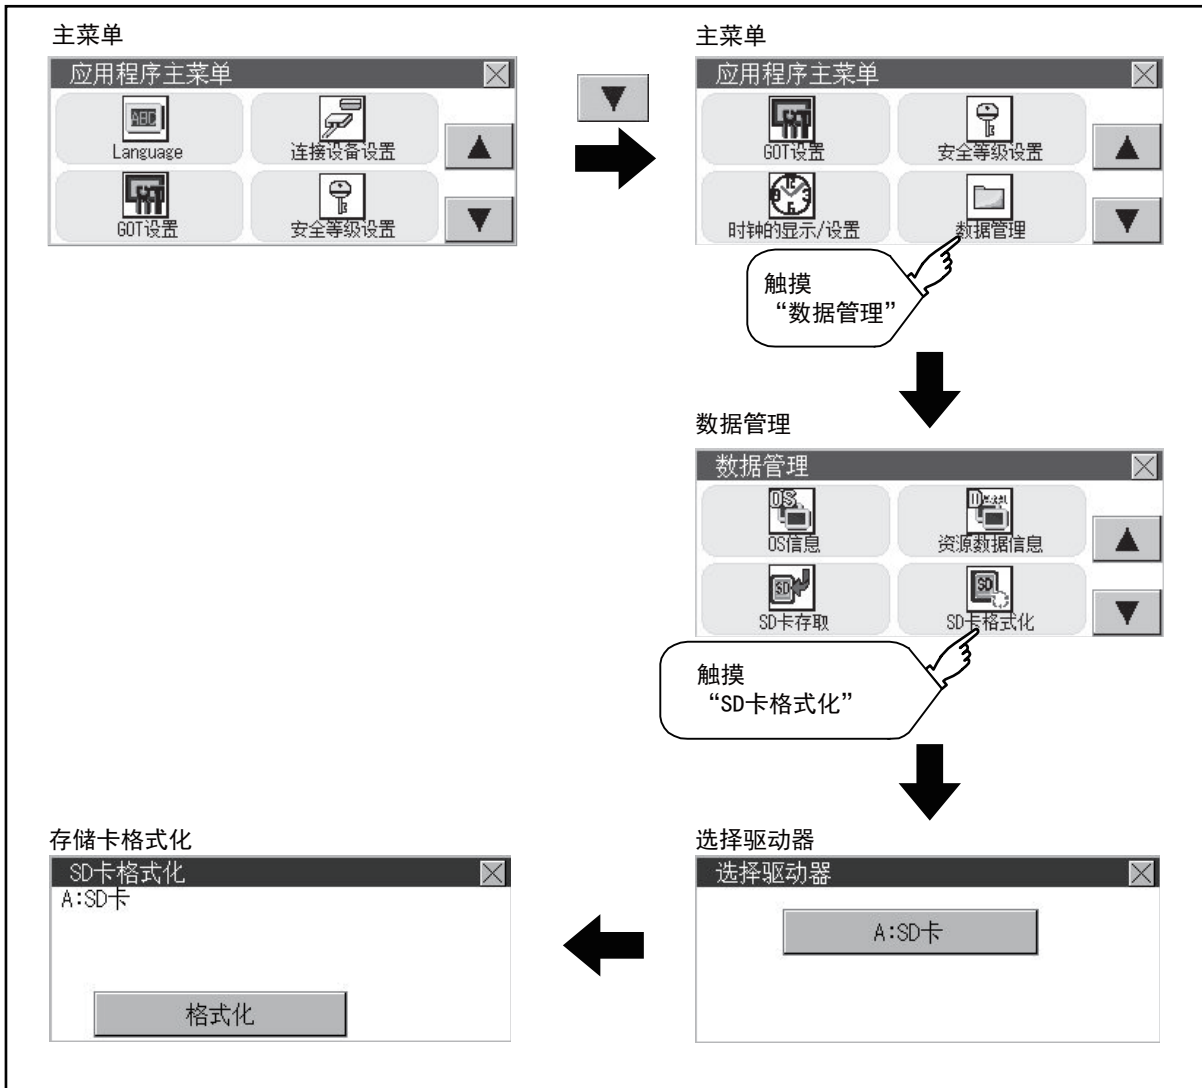 主菜单
应用程序主菜单
ABC
Language
连接设备设置
GOT设置
安全等级设置
主菜单
应用程序主菜单
GOT设置
安全等级设置
时钟的显示/设置
数据管理
触摸
“数据管理”
数据管理
数据管理
OS
OS信息
资源数据信息
SD
SD卡存取
SD
SD卡格式化
触摸
“SD卡格式化”
存储卡格式化
SD卡格式化
A:SD卡
格式化
选择驱动器
选择驱动器
A:SD卡